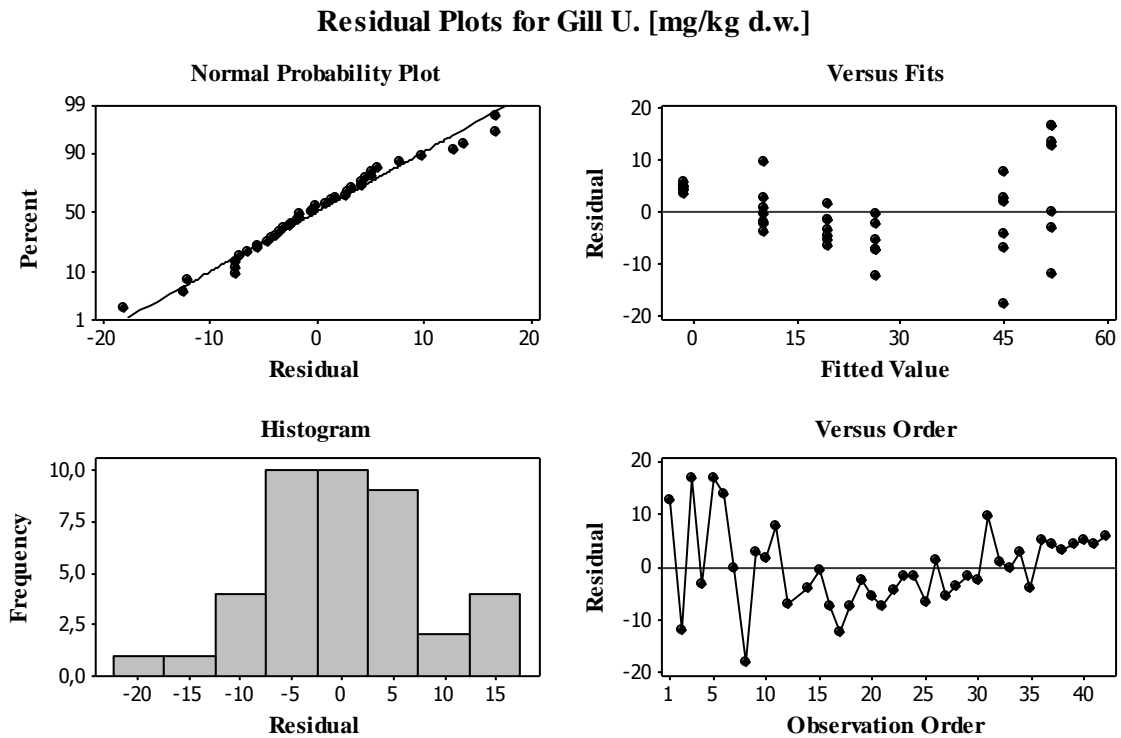 Residual Plots for Gill U. [mg/kg d.w.]
Normal Probability Plot
99
90
50
10
1
Percent
-20 -10 0 10 20
Residual
Versus Fits
20
10
0
-10
-20
Residual
0 15 30 45 60
Fitted Value
Histogram
10,0
7,5
5,0
2,5
0,0
Frequency
-20 -15 -10 -5 0 5 10 15
Residual
Versus Order
20
10
0
-10
-20
Residual
1 5 10 15 20 25 30 35 40
Observation Order